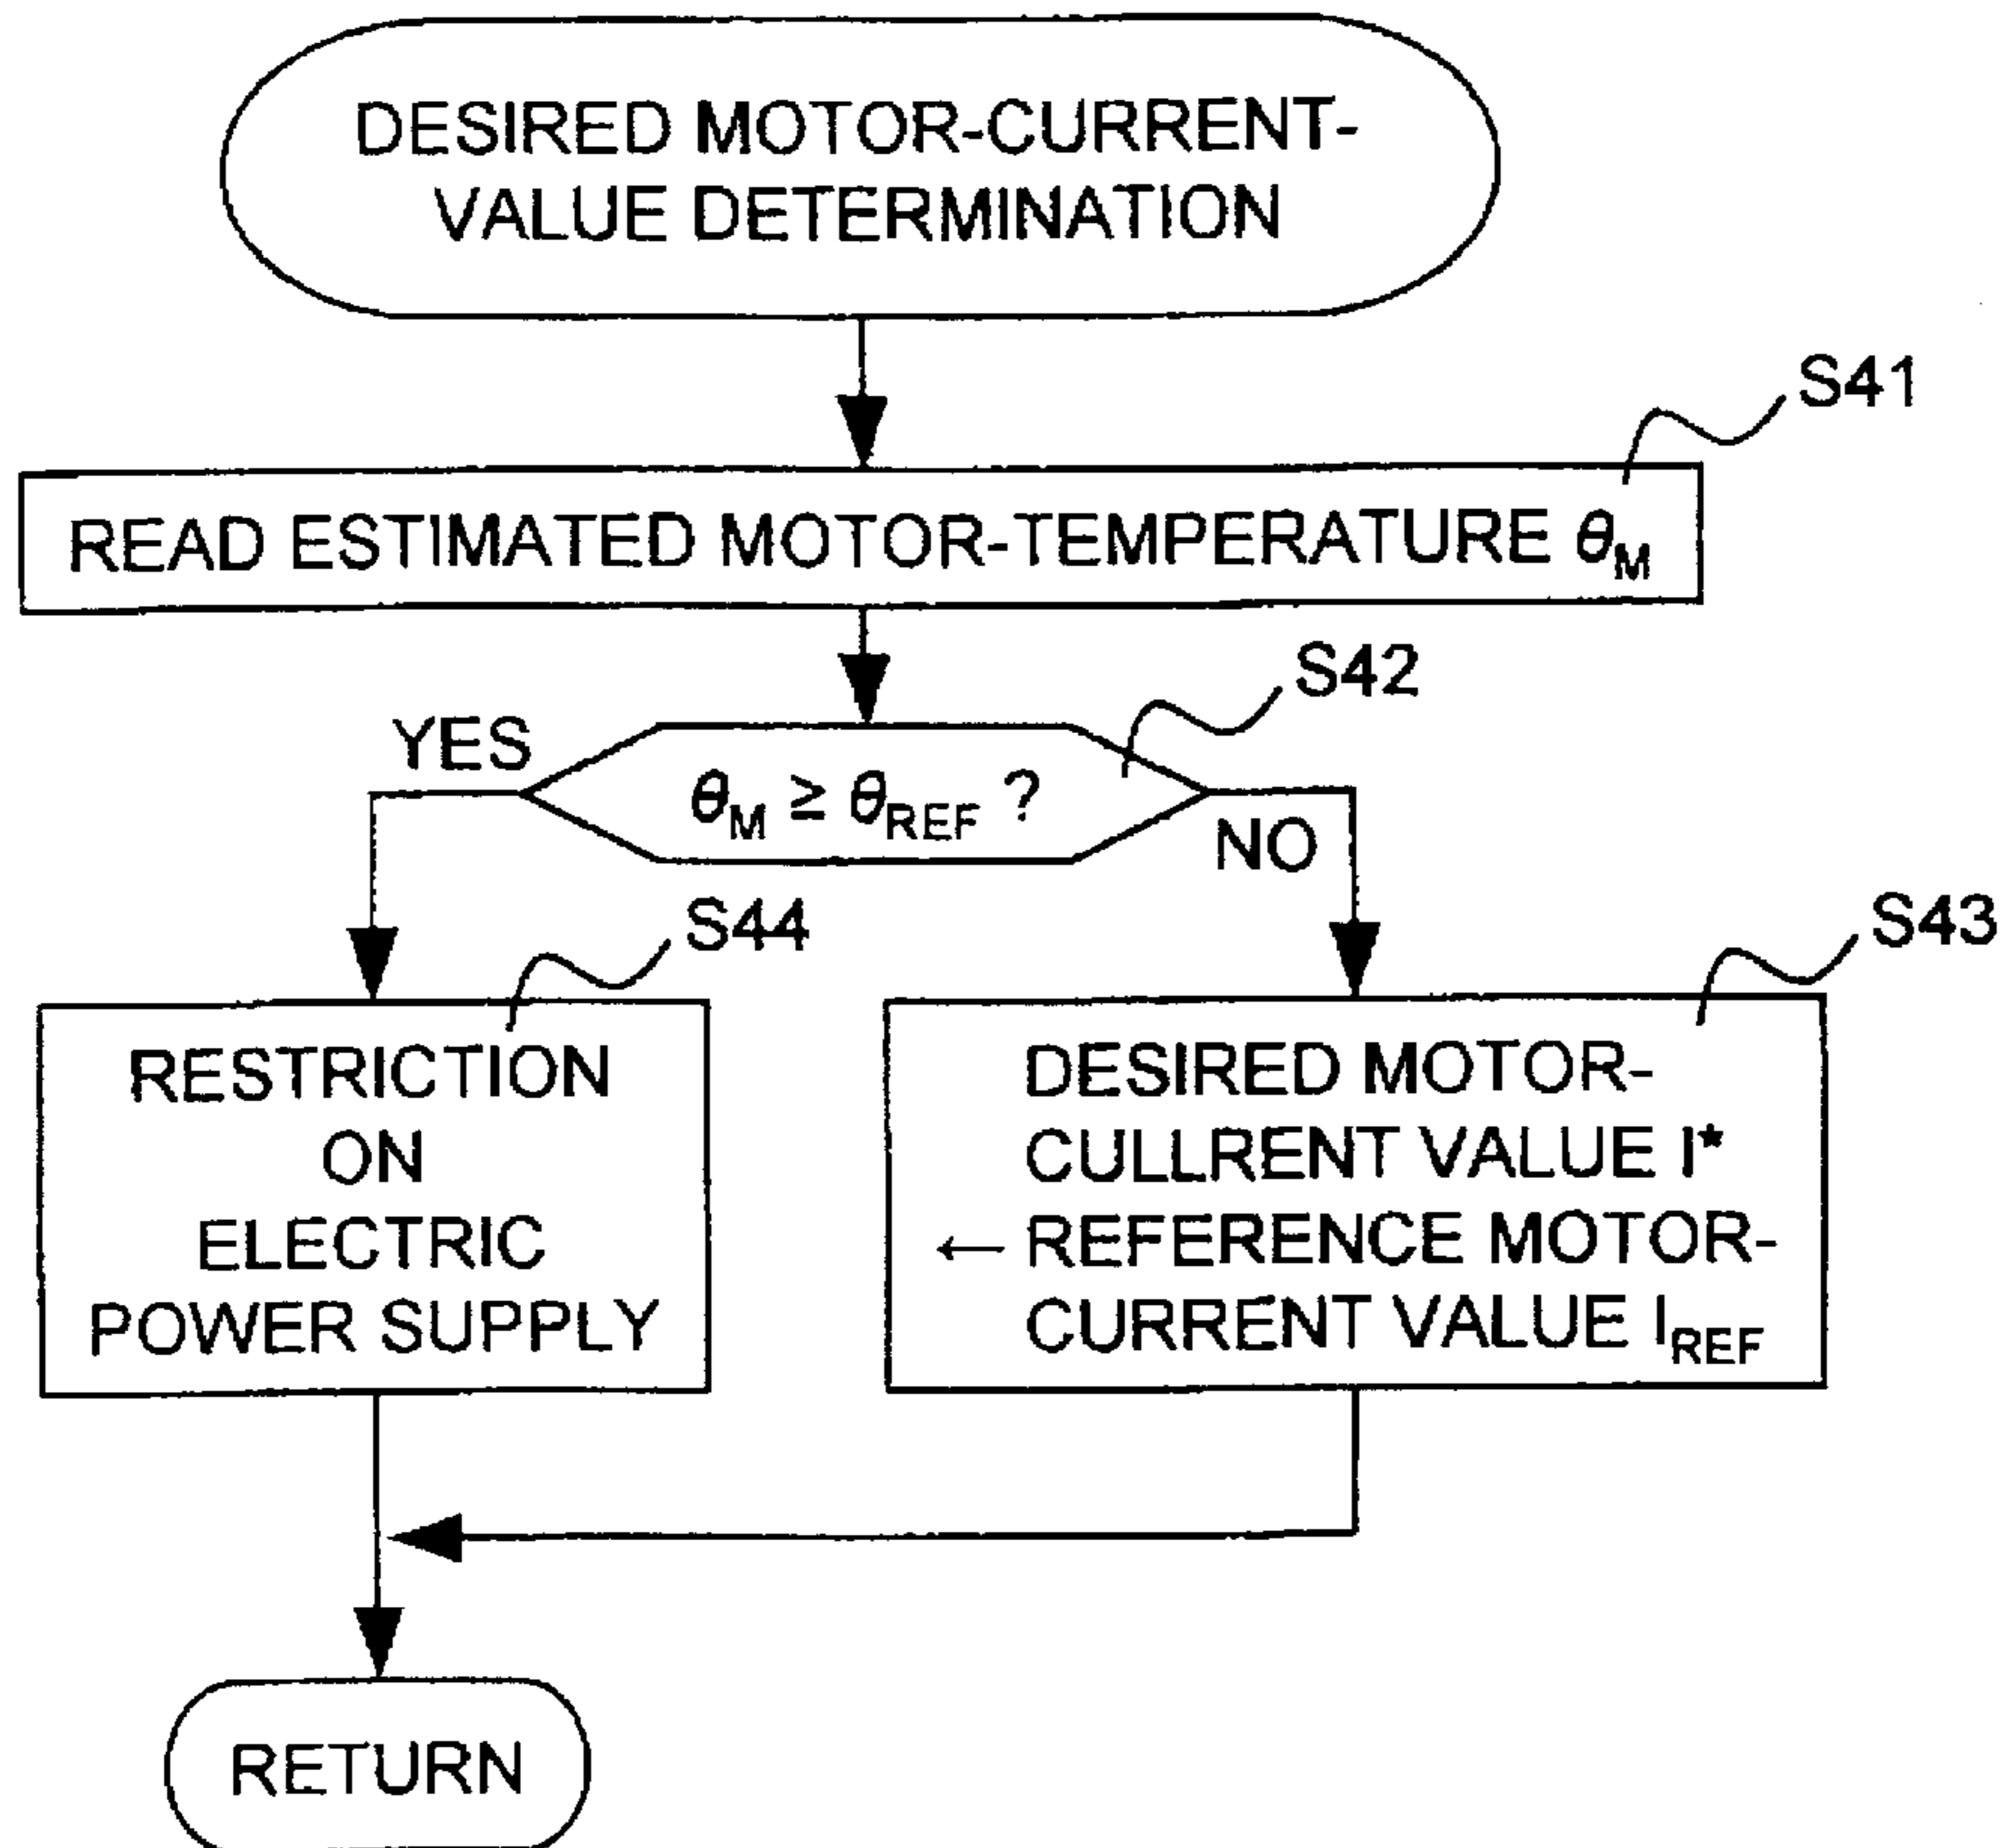 DESIRED MOTOR-CURRENT-
VALUE DETERMINATION
S41
READ ESTIMATED MOTOR-TEMPERATURE θM
S42
YES
θM ≥ θREF ?
NO
S44
S43
RESTRICTION
ON
ELECTRIC
POWER SUPPLY
DESIRED MOTOR-
CULLRENT VALUE I*
← REFERENCE MOTOR-
CURRENT VALUE IREF
RETURN